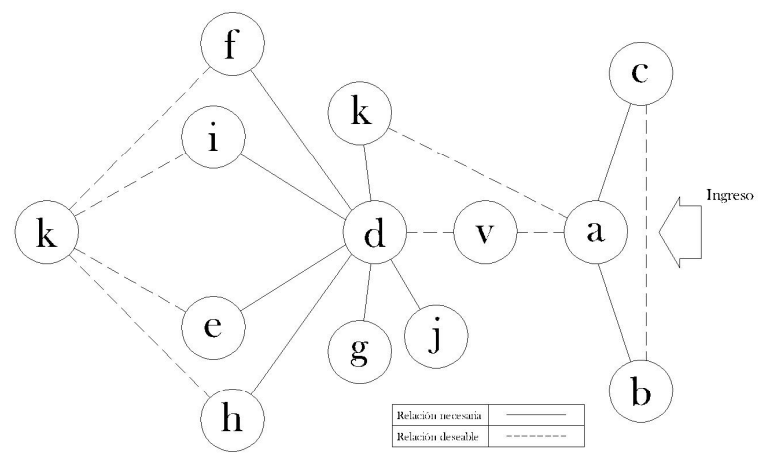 f
c
k
i
Ingreso
k
d
v
a
e
g
j
b
h
Relación necesaria
Relación deseable